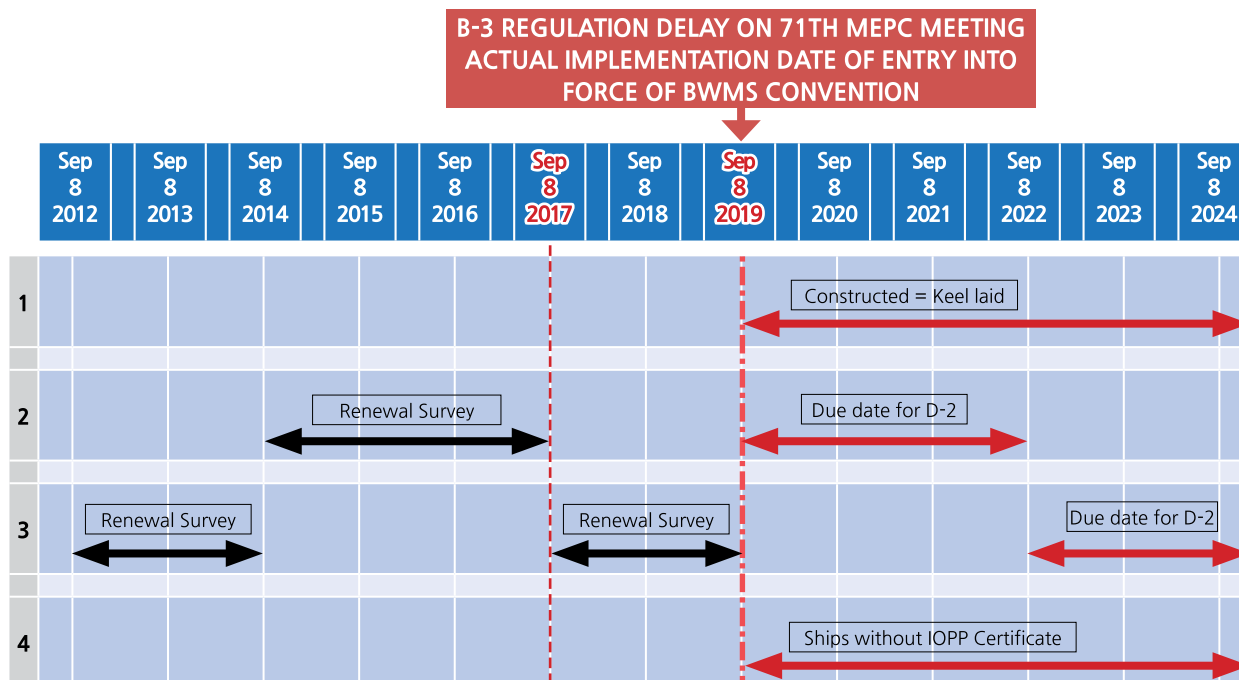 B-3 REGULATION DELAY ON 71TH MEPC MEETING
ACTUAL IMPLEMENTATION DATE OF ENTRY INTO
FORCE OF BWMS CONVENTION
Sep 8 2012
Sep 8 2013
Sep 8 2014
Sep 8 2015
Sep 8 2016
Sep 8 2017
Sep 8 2018
Sep 8 2019
Sep 8 2020
Sep 8 2021
Sep 8 2022
Sep 8 2023
Sep 8 2024
1
Constructed = Keel laid
2
Renewal Survey
Due date for D-2
3
Renewal Survey
Renewal Survey
Due date for D-2
4
Ships without IOPP Certificate